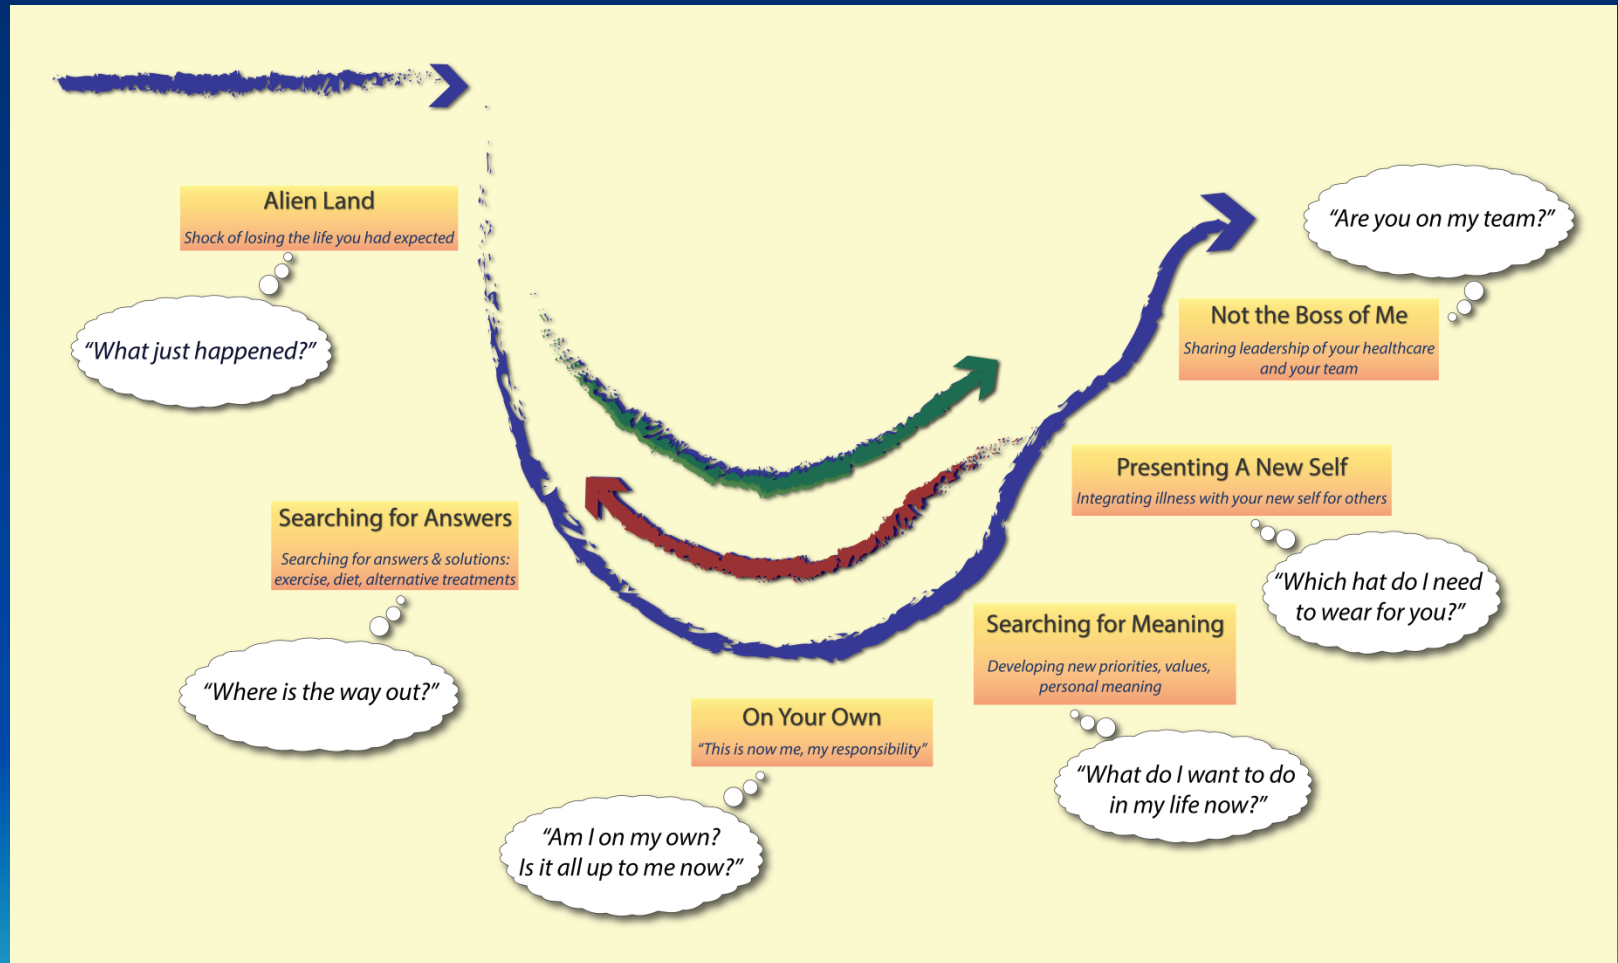 Alien Land
Shock of losing the life you had expected
“What just happened?”
Searching for Answers
Searching for answers & solutions:
exercise, diet, alternative treatments
“Where is the way out?”
On Your Own
“This is now me, my responsibility”
“Am I on my own?
Is it all up to me now?”
Searching for Meaning
Developing new priorities, values,
personal meaning
“What do I want to do
in my life now?”
Presenting A New Self
Integrating illness with your new self for others
“Which hat do I need
to wear for you?”
Not the Boss of Me
Sharing leadership of your healthcare
and your team
“Are you on my team?”